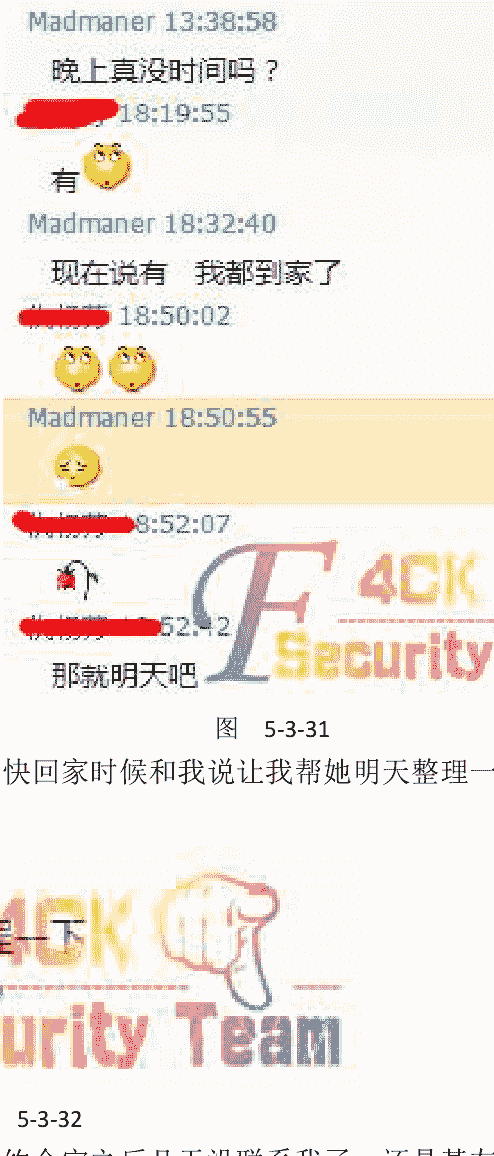 Madmaner 13:38:58
晚上真没时间吗？
18:19:55
有
Madmaner 18:32:40
现在说有 我都到家了
18:50:02
Madmaner 18:50:55
8:52:07
52:42
那就明天吧
F4CK
Security
图 5-3-31
快回家时候和我说让我帮她明天整理一
4CK
一下
urity Team
5-3-32